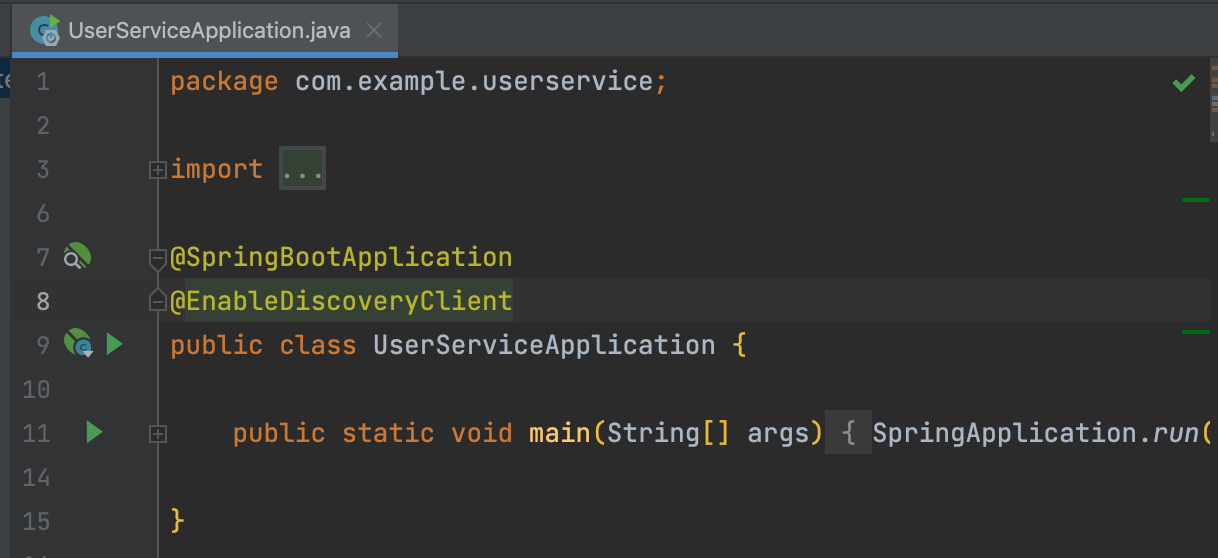 UserServiceApplication.java
1 package com.example.userservice;
2
3 import ...
6
7 @SpringBootApplication
8 @EnableDiscoveryClient
9 public class UserServiceApplication {
10
11 public static void main(String[] args) { SpringApplication.run(
14
15 }